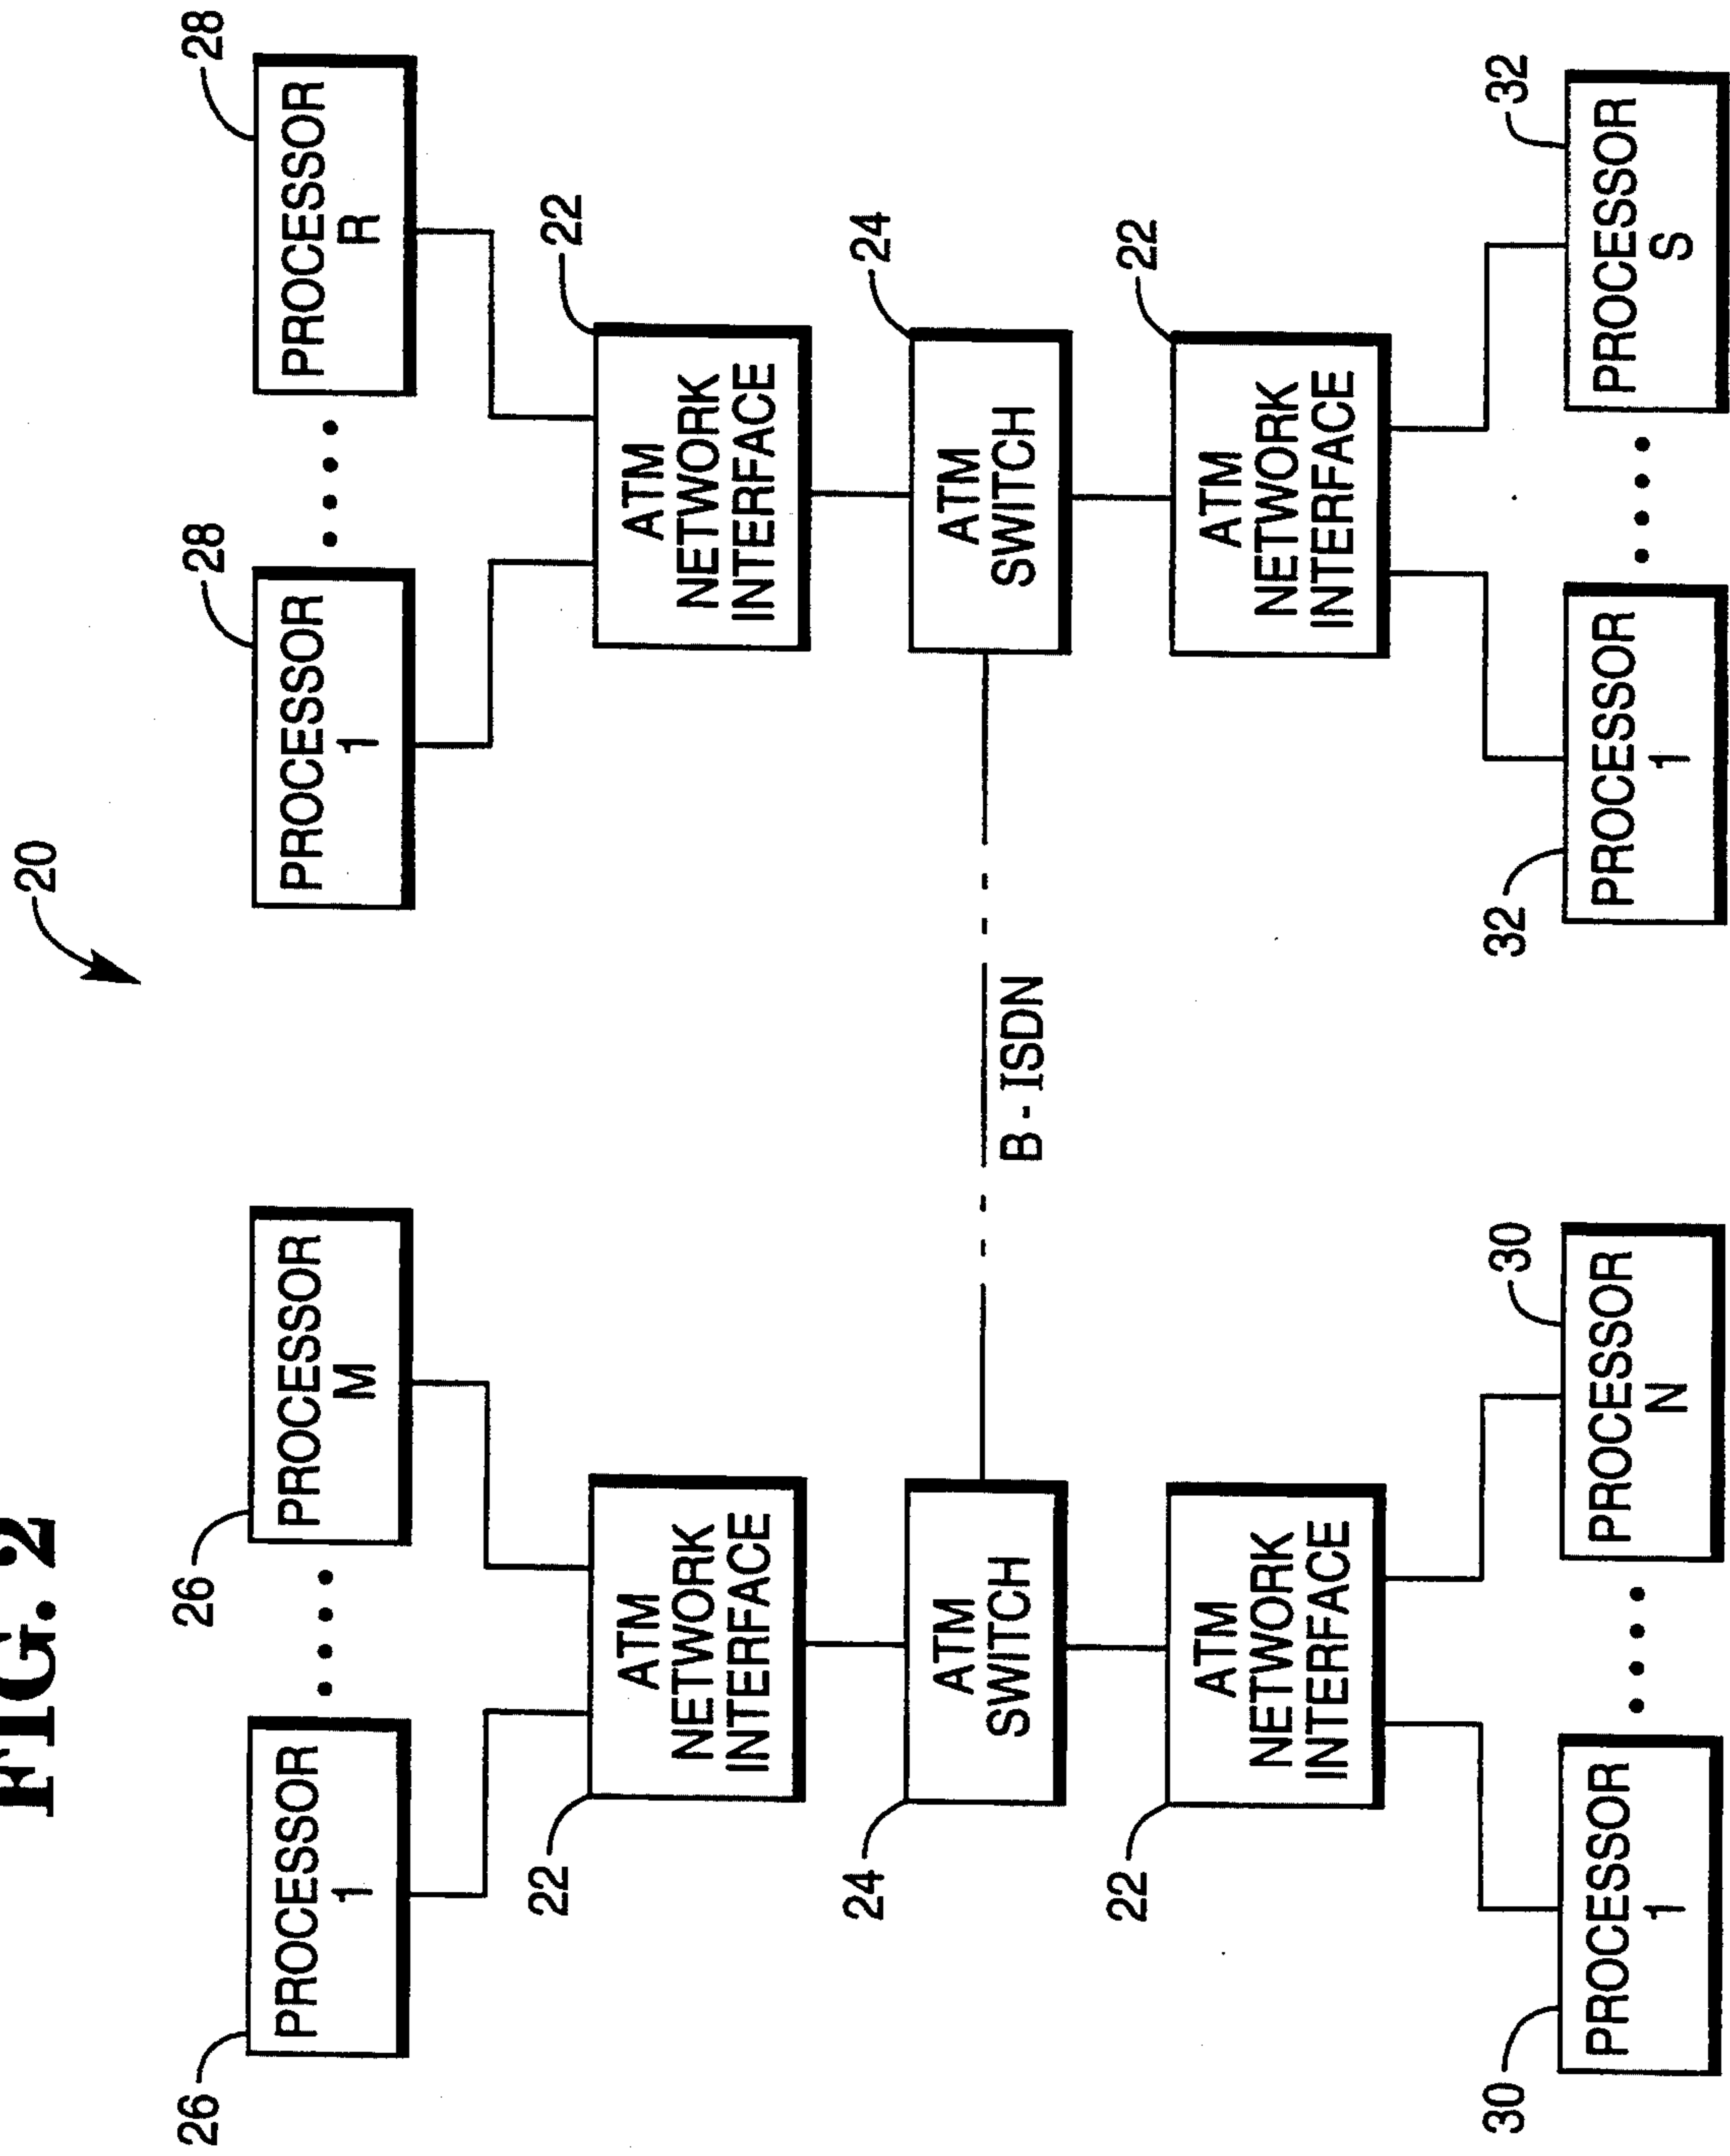 FIG. 2
20
26
26
28
28
PROCESSOR
1
PROCESSOR
M
PROCESSOR
1
PROCESSOR
R
22
ATM
NETWORK
INTERFACE
22
ATM
NETWORK
INTERFACE
24
ATM
SWITCH
B - ISDN
24
ATM
SWITCH
22
ATM
NETWORK
INTERFACE
22
ATM
NETWORK
INTERFACE
30
30
32
32
PROCESSOR
1
PROCESSOR
N
PROCESSOR
1
PROCESSOR
S